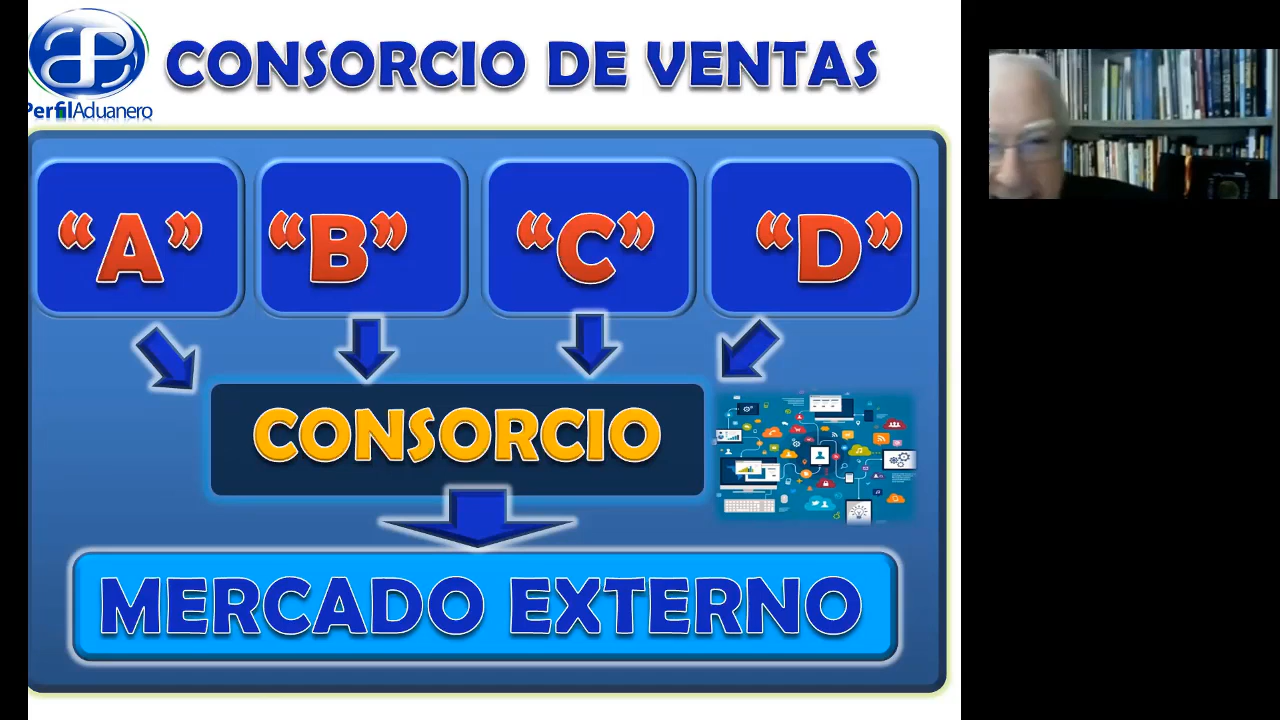 CONSORCIO DE VENTAS
PerfilAduanero
“A” “B” “C” “D”
CONSORCIO
MERCADO EXTERNO